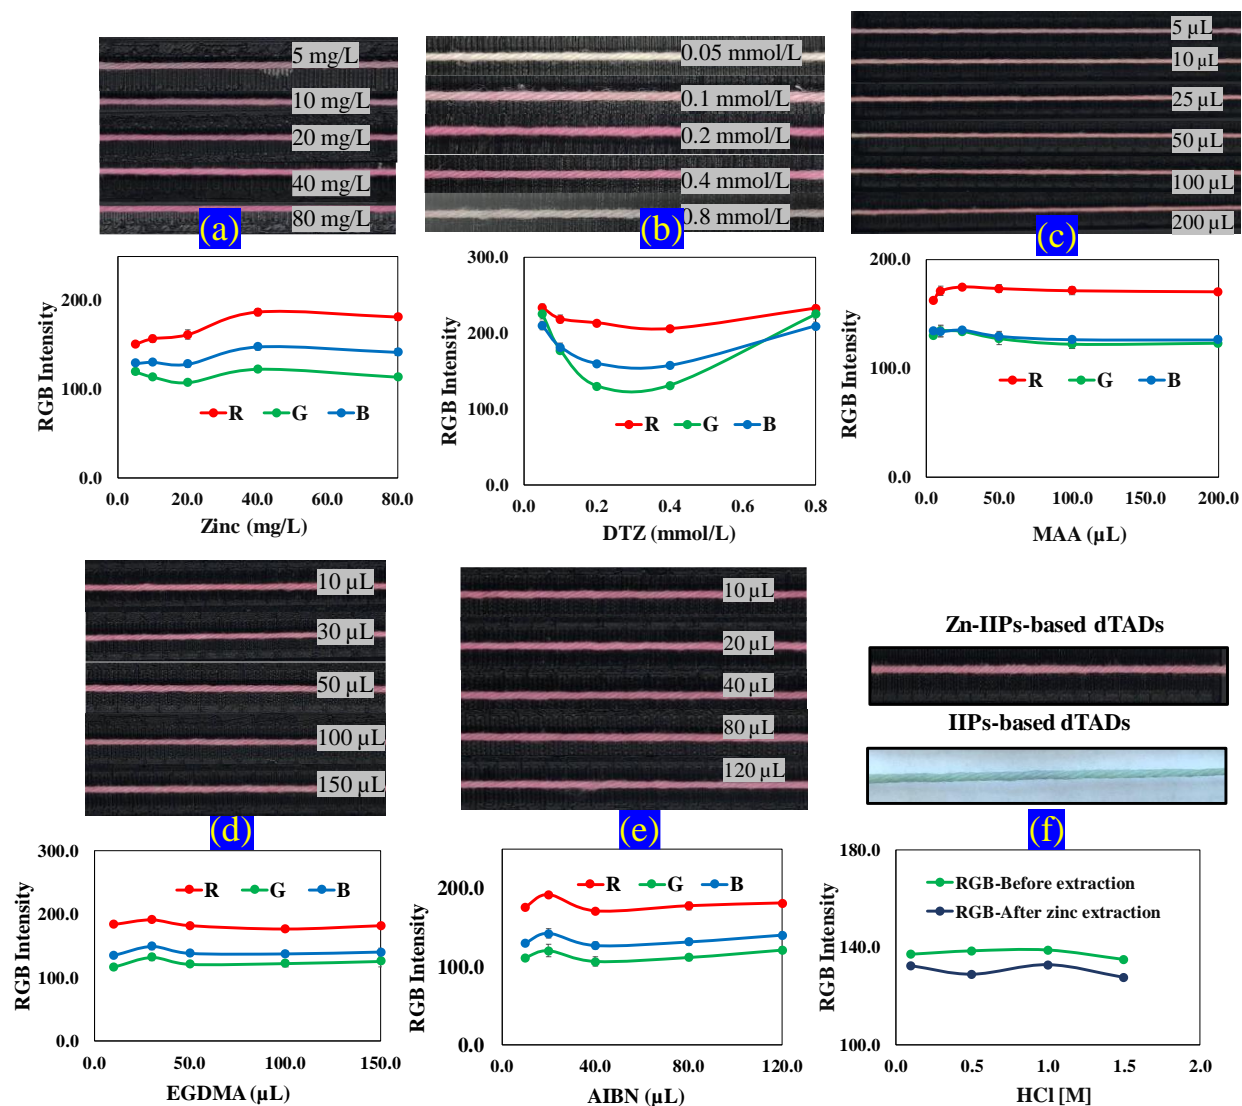 5 mg/L
10 mg/L
20 mg/L
40 mg/L
80 mg/L
(a)
0.05 mmol/L
0.1 mmol/L
0.2 mmol/L
0.4 mmol/L
0.8 mmol/L
(b)
5 µL
10 µL
25 µL
50 µL
100 µL
200 µL
(c)
RGB Intensity
200.0
100.0
0.0
R G B
0.0 20.0 40.0 60.0 80.0
Zinc (mg/L)
RGB Intensity
300.0
200.0
100.0
0.0
R G B
0.0 0.2 0.4 0.6 0.8
DTZ (mmol/L)
RGB Intensity
200.0
100.0
0.0
R G B
0.0 50.0 100.0 150.0 200.0
MAA (µL)
10 µL
30 µL
50 µL
100 µL
150 µL
(d)
10 µL
20 µL
40 µL
80 µL
120 µL
(e)
Zn-IIPs-based dTADs
IIPs-based dTADs
(f)
RGB Intensity
300.0
200.0
100.0
0.0
R G B
0.0 50.0 100.0 150.0
EGDMA (µL)
RGB Intensity
200.0
100.0
0.0
R G B
0.0 40.0 80.0 120.0
AIBN (µL)
RGB Intensity
180.0
140.0
100.0
RGB-Before extraction
RGB-After zinc extraction
0.0 0.5 1.0 1.5 2.0
HCl [M]